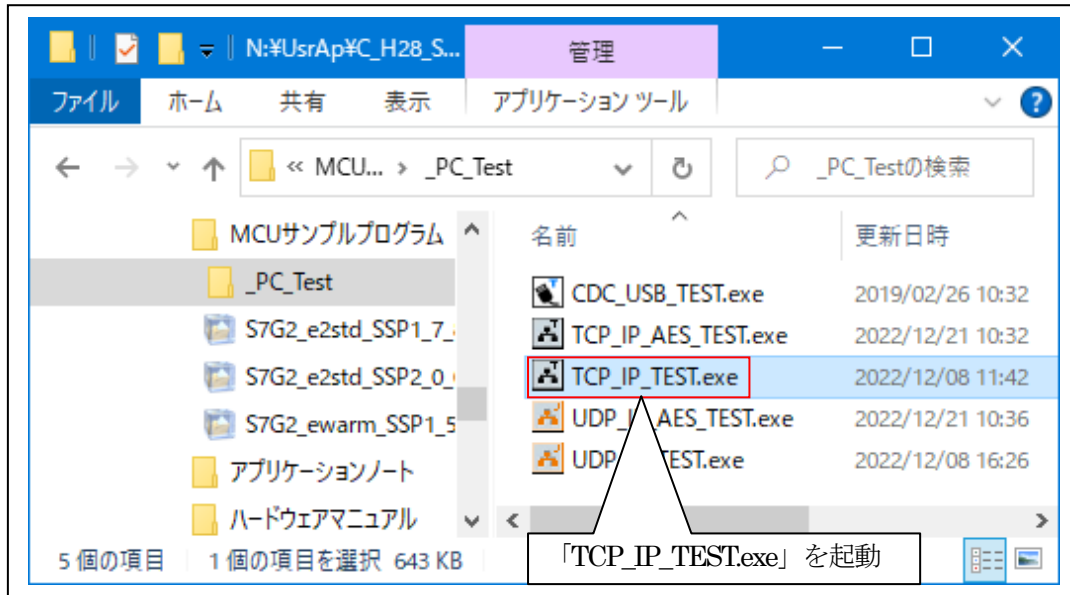 N:¥UsrAp¥C_H28_S...
管理
ファイル
ホーム
共有
表示
アプリケーション ツール
« MCU... › _PC_Test
_PC_Testの検索
MCUサンプルプログラム
_PC_Test
S7G2_e2std_SSP1_7_
S7G2_e2std_SSP2_0_
S7G2_ewarm_SSP1_5
アプリケーションノート
ハードウェアマニュアル
名前
更新日時
CDC_USB_TEST.exe 2019/02/26 10:32
TCP_IP_AES_TEST.exe 2022/12/21 10:32
TCP_IP_TEST.exe 2022/12/08 11:42
UDP_I AES_TEST.exe 2022/12/21 10:36
UDP TEST.exe 2022/12/08 16:26
5 個の項目
1 個の項目を選択 643 KB
「TCP_IP_TEST.exe」を起動